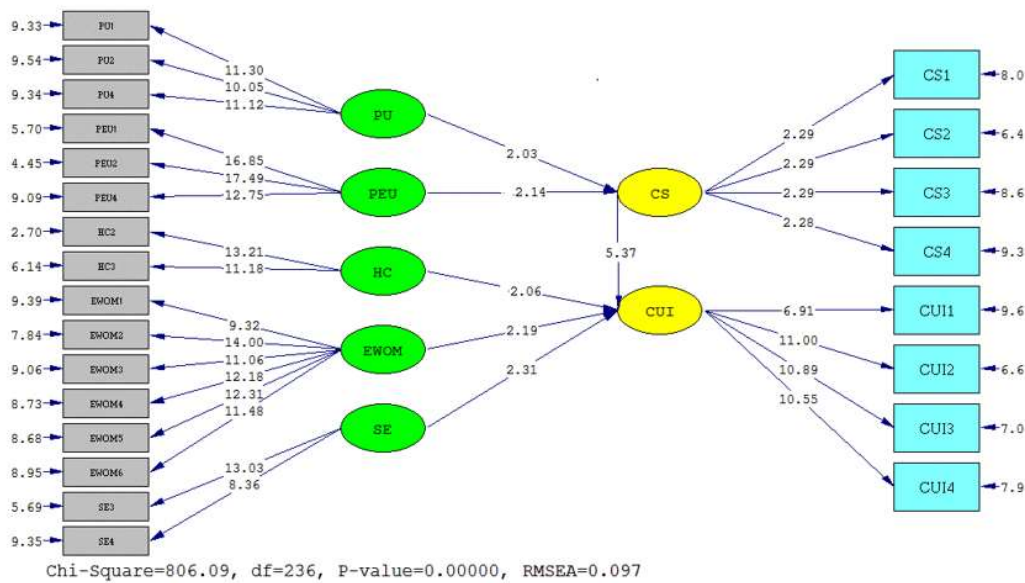 9.33 PU1
9.54 PU2
9.34 PU4
5.70 PEU1
4.45 PEU2
9.09 PEU4
2.70 HC2
6.14 HC3
9.39 EWOM1
7.84 EWOM2
9.06 EWOM3
8.73 EWOM4
8.68 EWOM5
8.95 EWOM6
5.69 SE3
9.35 SE4
11.30
10.05
11.12
16.85
17.49
12.75
13.21
11.18
9.32
14.00
11.06
12.18
12.31
11.48
13.03
8.36
PU
PEU
HC
EWOM
SE
2.03
2.14
2.06
2.19
2.31
CS
5.37
CUI
2.29
2.29
2.29
2.28
6.91
11.00
10.89
10.55
CS1 8.0
CS2 6.4
CS3 8.6
CS4 9.3
CUI1 9.6
CUI2 6.6
CUI3 7.0
CUI4 7.9
Chi-Square=806.09, df=236, P-value=0.00000, RMSEA=0.097